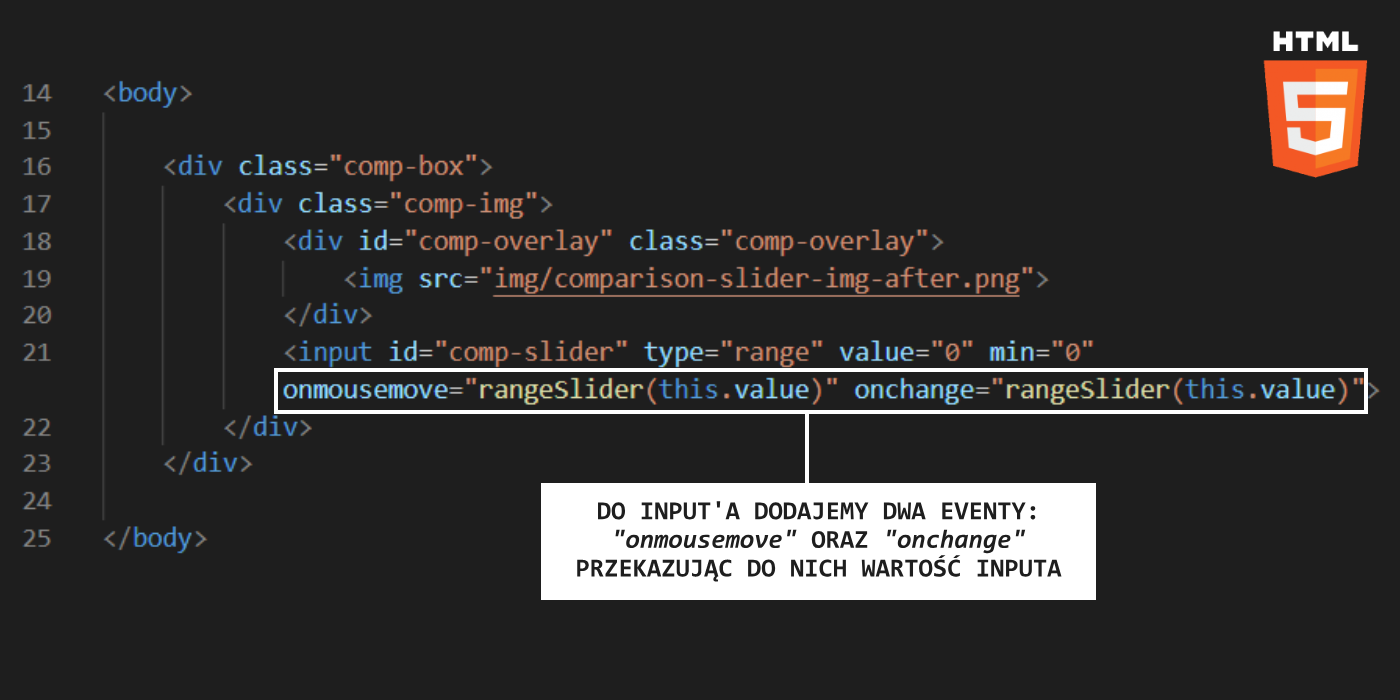 HTML
5
14 <body>
15
16 <div class="comp-box">
17 <div class="comp-img">
18 <div id="comp-overlay" class="comp-overlay">
19 <img src="img/comparison-slider-img-after.png">
20 </div>
21 <input id="comp-slider" type="range" value="0" min="0"
onmousemove="rangeSlider(this.value)" onchange="rangeSlider(this.value)">
22 </div>
23 </div>
24
25 </body>
DO INPUT'A DODAJEMY DWA EVENTY:
"onmousemove" ORAZ "onchange"
PRZEKAZUJĄC DO NICH WARTOŚĆ INPUTA